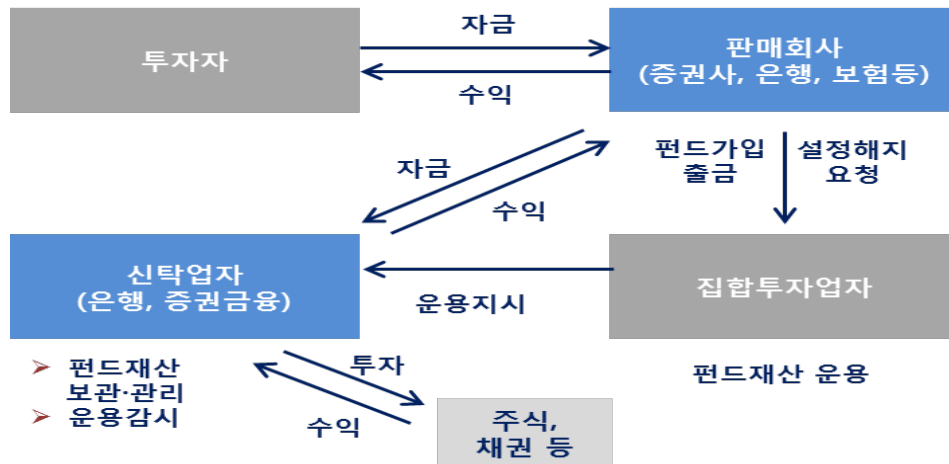 투자자
자금
수익
판매회사
(증권사, 은행, 보험등)
자금
수익
펀드가입
출금
설정해지
요청
신탁업자
(은행, 증권금융)
운용지시
집합투자업자
➢ 펀드재산
보관·관리
➢ 운용감시
투자
수익
주식,
채권 등
펀드재산 운용